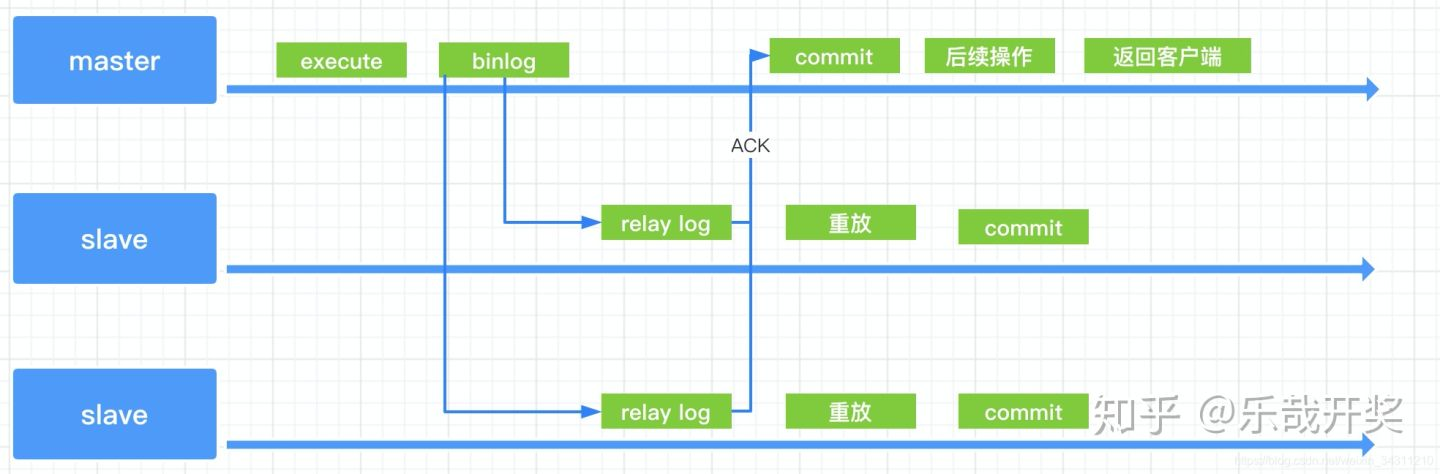 master
execute
binlog
commit
后续操作
返回客户端
ACK
slave
relay log
重放
commit
slave
relay log
重放
commit
知乎 @乐哉开奖
https://blog.csdn.net/weixin_34311210